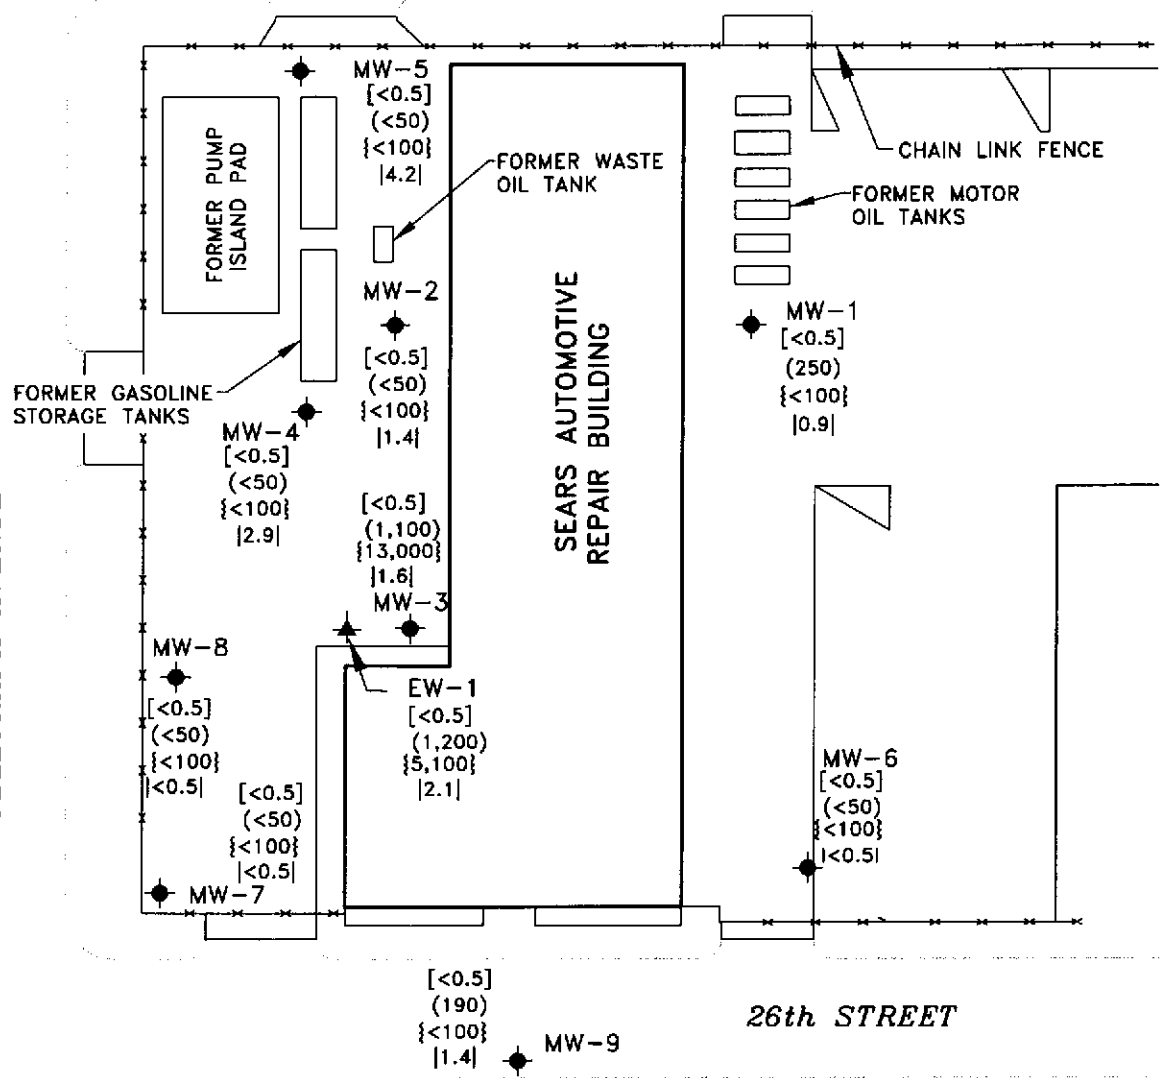 MW-5
[<0.5]
(<50)
{<100}
|4.2|
FORMER PUMP
ISLAND PAD
FORMER WASTE
OIL TANK
CHAIN LINK FENCE
FORMER MOTOR
OIL TANKS
MW-2
[<0.5]
(<50)
{<100}
|1.4|
MW-1
[<0.5]
(250)
{<100}
|0.9|
FORMER GASOLINE
STORAGE TANKS
MW-4
[<0.5]
(<50)
{<100}
|2.9|
SEARS AUTOMOTIVE
REPAIR BUILDING
[<0.5]
(1,100)
{13,000}
|1.6|
MW-3
MW-8
[<0.5]
(<50)
{<100}
|<0.5|
EW-1
[<0.5]
(1,200)
{5,100}
|2.1|
MW-6
[<0.5]
(<50)
{<100}
|<0.5|
[<0.5]
(<50)
{<100}
|<0.5|
MW-7
[<0.5]
(190)
{<100}
|1.4|
MW-9
26th STREET